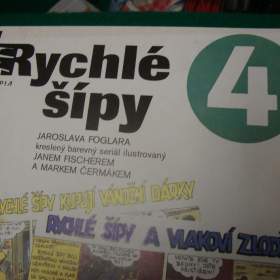 Rychlé
šípy
4
JAROSLAVA FOGLARA
kreslený barevný seriál ilustrovaný
JANEM FISCHEREM
A MARKEM ČERMÁKEM
RYCHLÉ ŠÍPY KUPUJÍ VÁNOČNÍ DÁRKY
RYCHLÉ ŠÍPY A VLAKOVÍ ZLOD